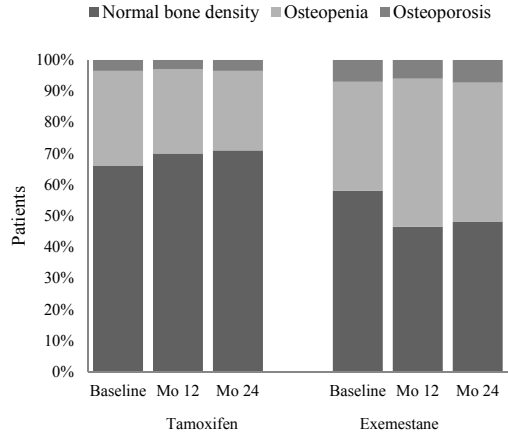 Normal bone density Osteopenia Osteoporosis
100%
90%
80%
70%
60%
50%
40%
30%
20%
10%
0%
Patients
Baseline Mo 12 Mo 24 Baseline Mo 12 Mo 24
Tamoxifen Exemestane